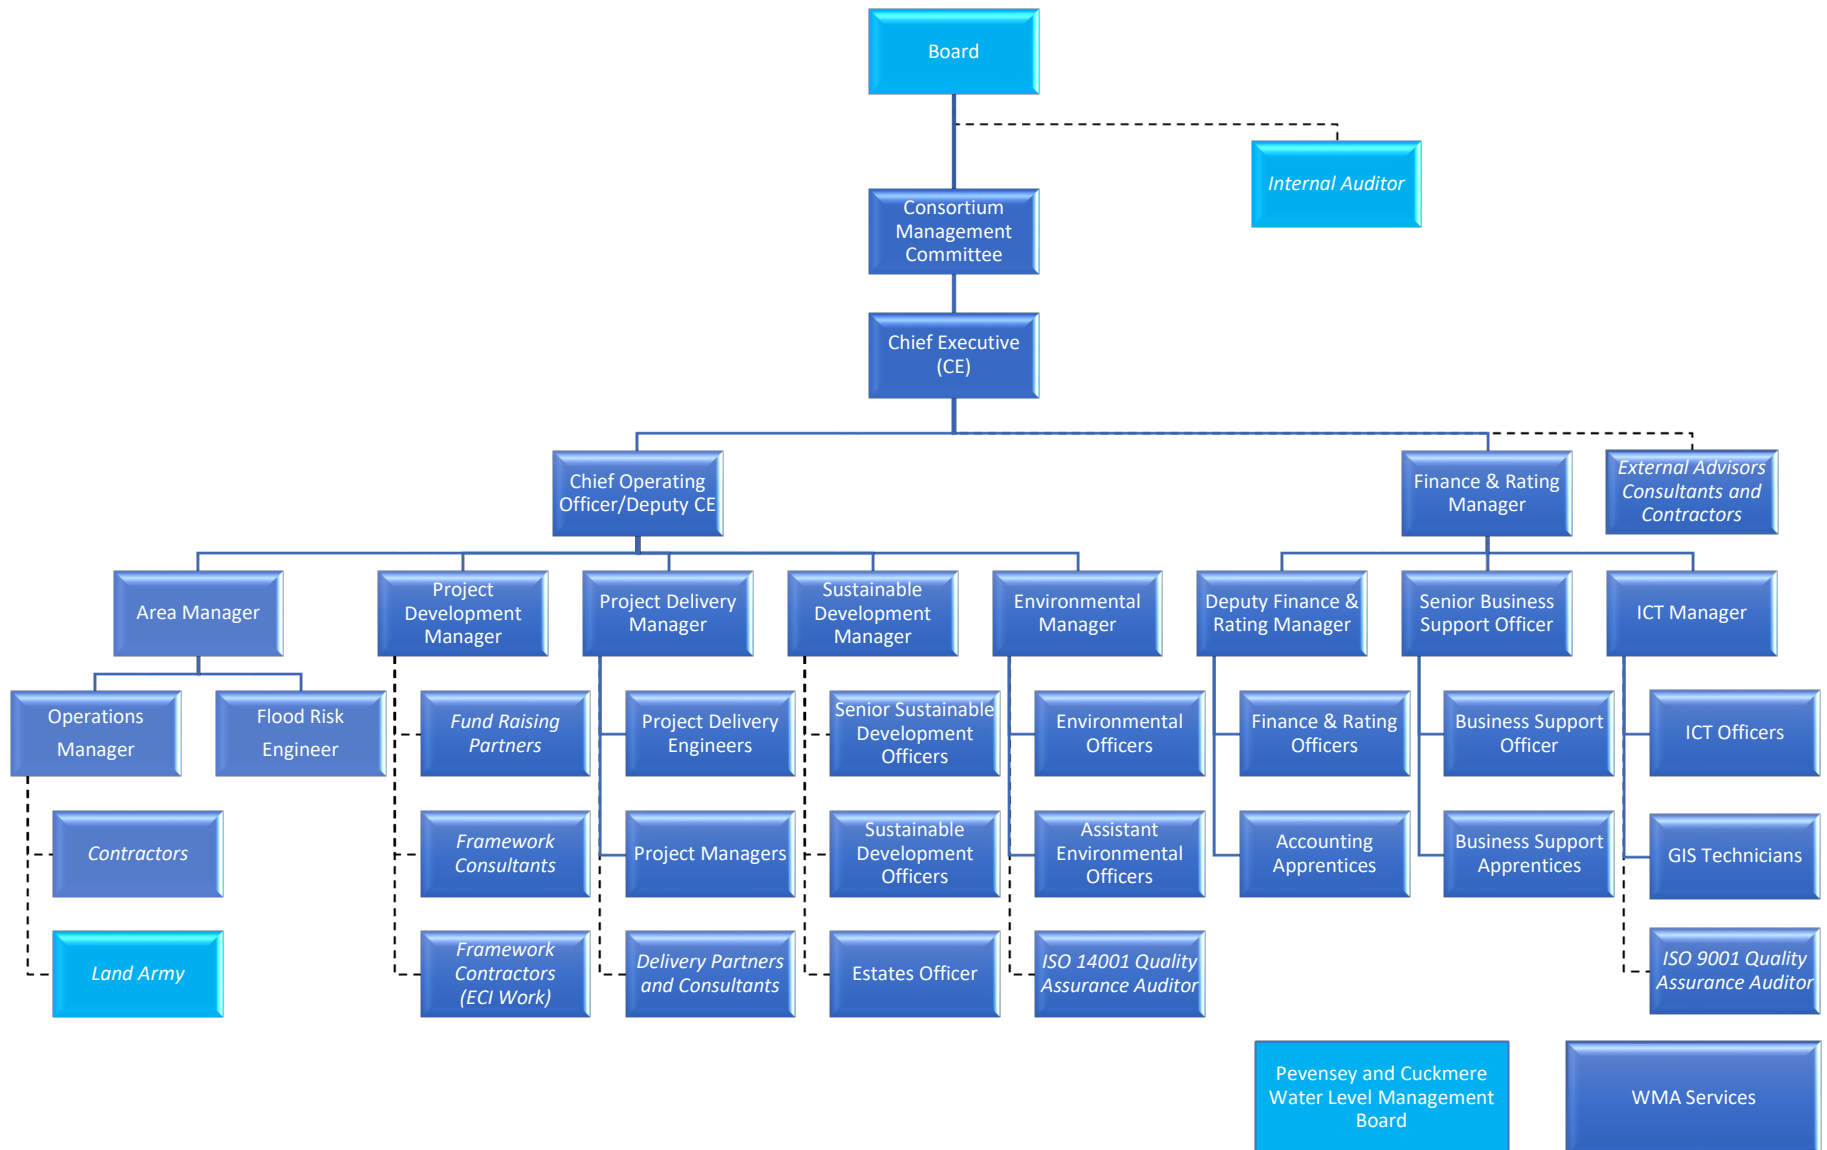 Board
Internal Auditor
Consortium
Management
Committee
Chief Executive
(CE)
Chief Operating
Officer/Deputy CE
Finance & Rating
Manager
External Advisors
Consultants and
Contractors
Area Manager
Project
Development
Manager
Project Delivery
Manager
Sustainable
Development
Manager
Environmental
Manager
Deputy Finance &
Rating Manager
Senior Business
Support Officer
ICT Manager
Operations
Manager
Flood Risk
Engineer
Fund Raising
Partners
Project Delivery
Engineers
Senior Sustainable
Development
Officers
Environmental
Officers
Finance & Rating
Officers
Business Support
Officer
ICT Officers
Contractors
Framework
Consultants
Project Managers
Sustainable
Development
Officers
Assistant
Environmental
Officers
Accounting
Apprentices
Business Support
Apprentices
GIS Technicians
Land Army
Framework
Contractors
(ECI Work)
Delivery Partners
and Consultants
Estates Officer
ISO 14001 Quality
Assurance Auditor
ISO 9001 Quality
Assurance Auditor
Pevensey and Cuckmere
Water Level Management
Board
WMA Services